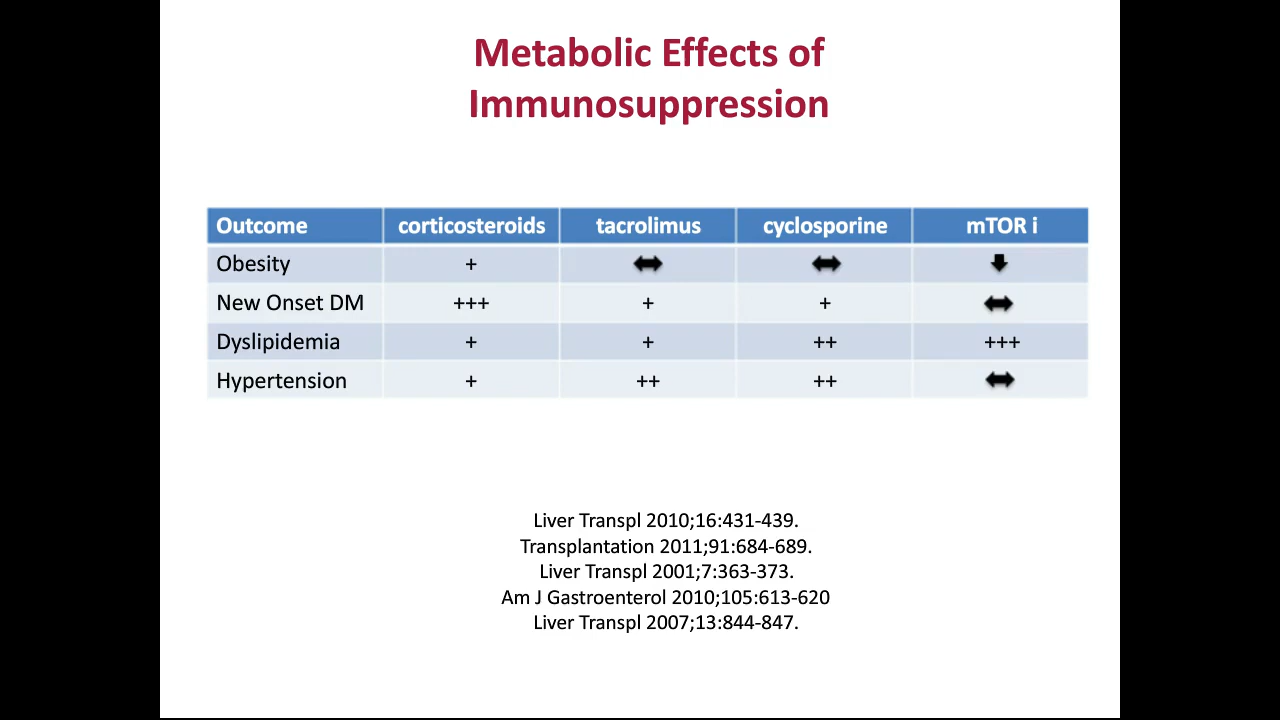 Metabolic Effects of
Immunosuppression
Outcome corticosteroids tacrolimus cyclosporine mTOR i
Obesity + ⬌ ⬌ ⬇
New Onset DM +++ + + ⬌
Dyslipidemia + + ++ +++
Hypertension + ++ ++ ⬌
Liver Transpl 2010;16:431-439.
Transplantation 2011;91:684-689.
Liver Transpl 2001;7:363-373.
Am J Gastroenterol 2010;105:613-620
Liver Transpl 2007;13:844-847.